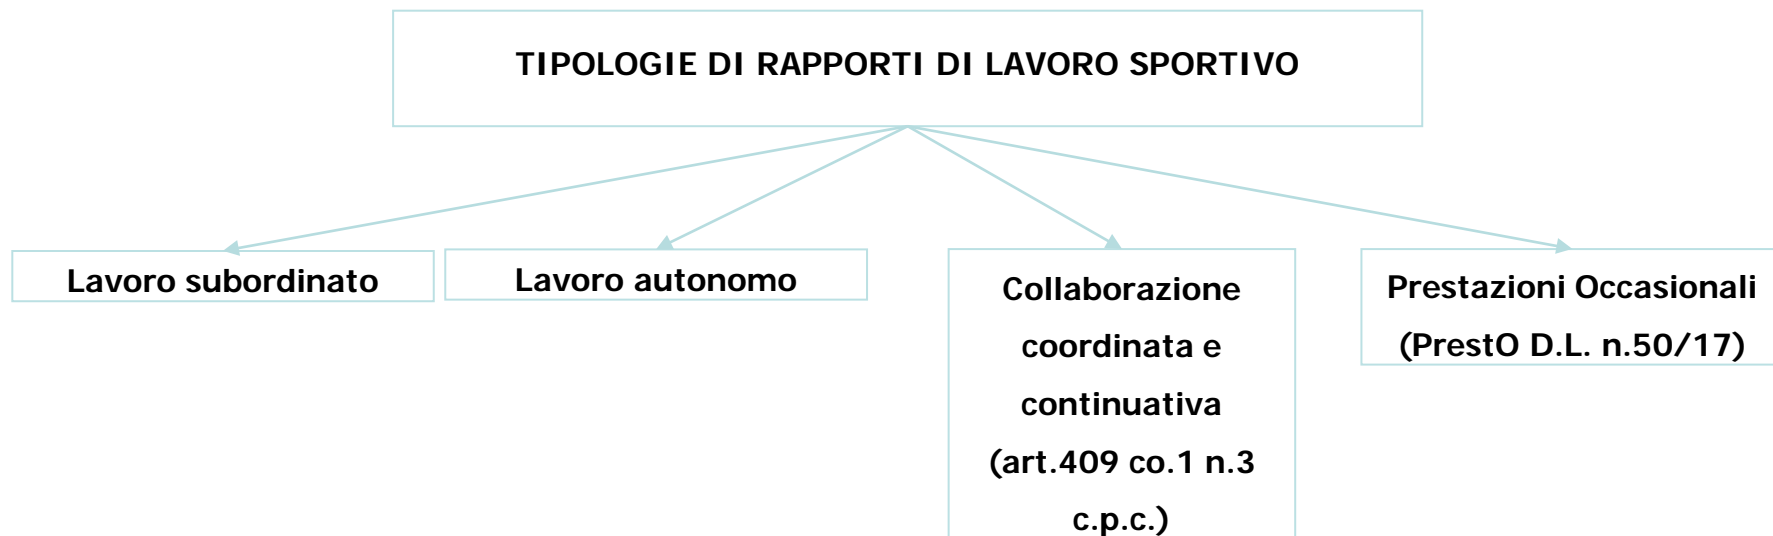 TIPOLOGIE DI RAPPORTI DI LAVORO SPORTIVO
Lavoro subordinato
Lavoro autonomo
Collaborazione
coordinata e
continuativa
(art.409 co.1 n.3
c.p.c.)
Prestazioni Occasionali
(PrestO D.L. n.50/17)